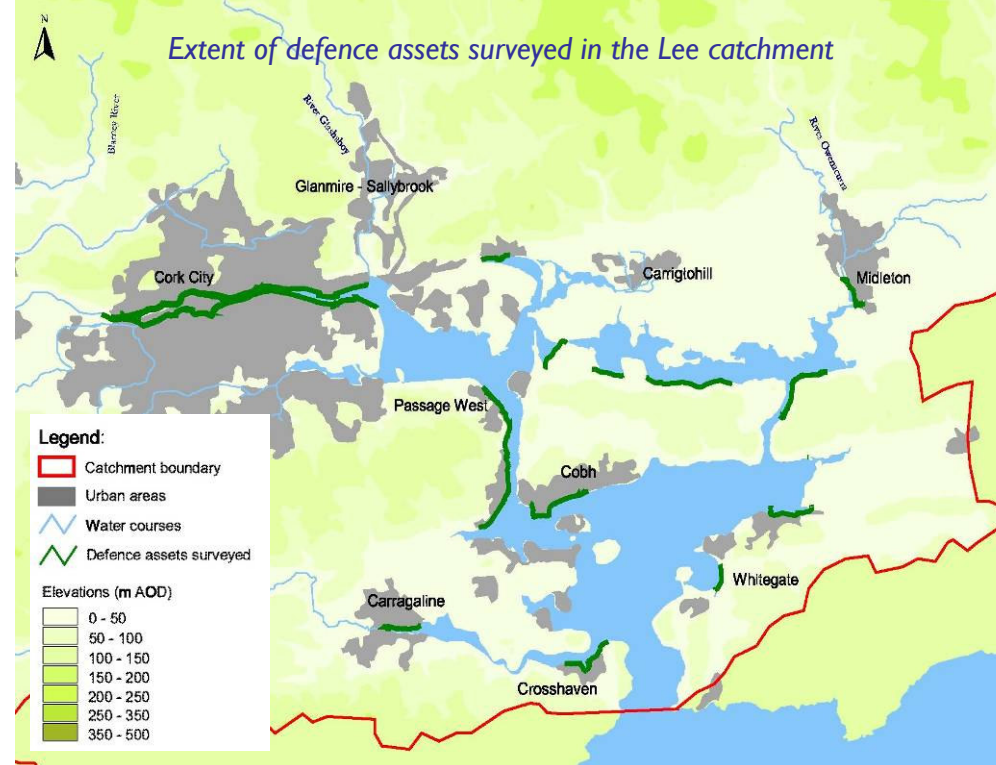 N
Extent of defence assets surveyed in the Lee catchment
Blarney River
River Glashaboy
River Owenacurra
Glanmire - Sallybrook
Cork City
Carrigtohill
Midleton
Passage West
Cobh
Whitegate
Carragaline
Crosshaven
Legend:
Catchment boundary
Urban areas
Water courses
Defence assets surveyed
Elevations (m AOD)
0 - 50
50 - 100
100 - 150
150 - 200
200 - 250
250 - 350
350 - 500